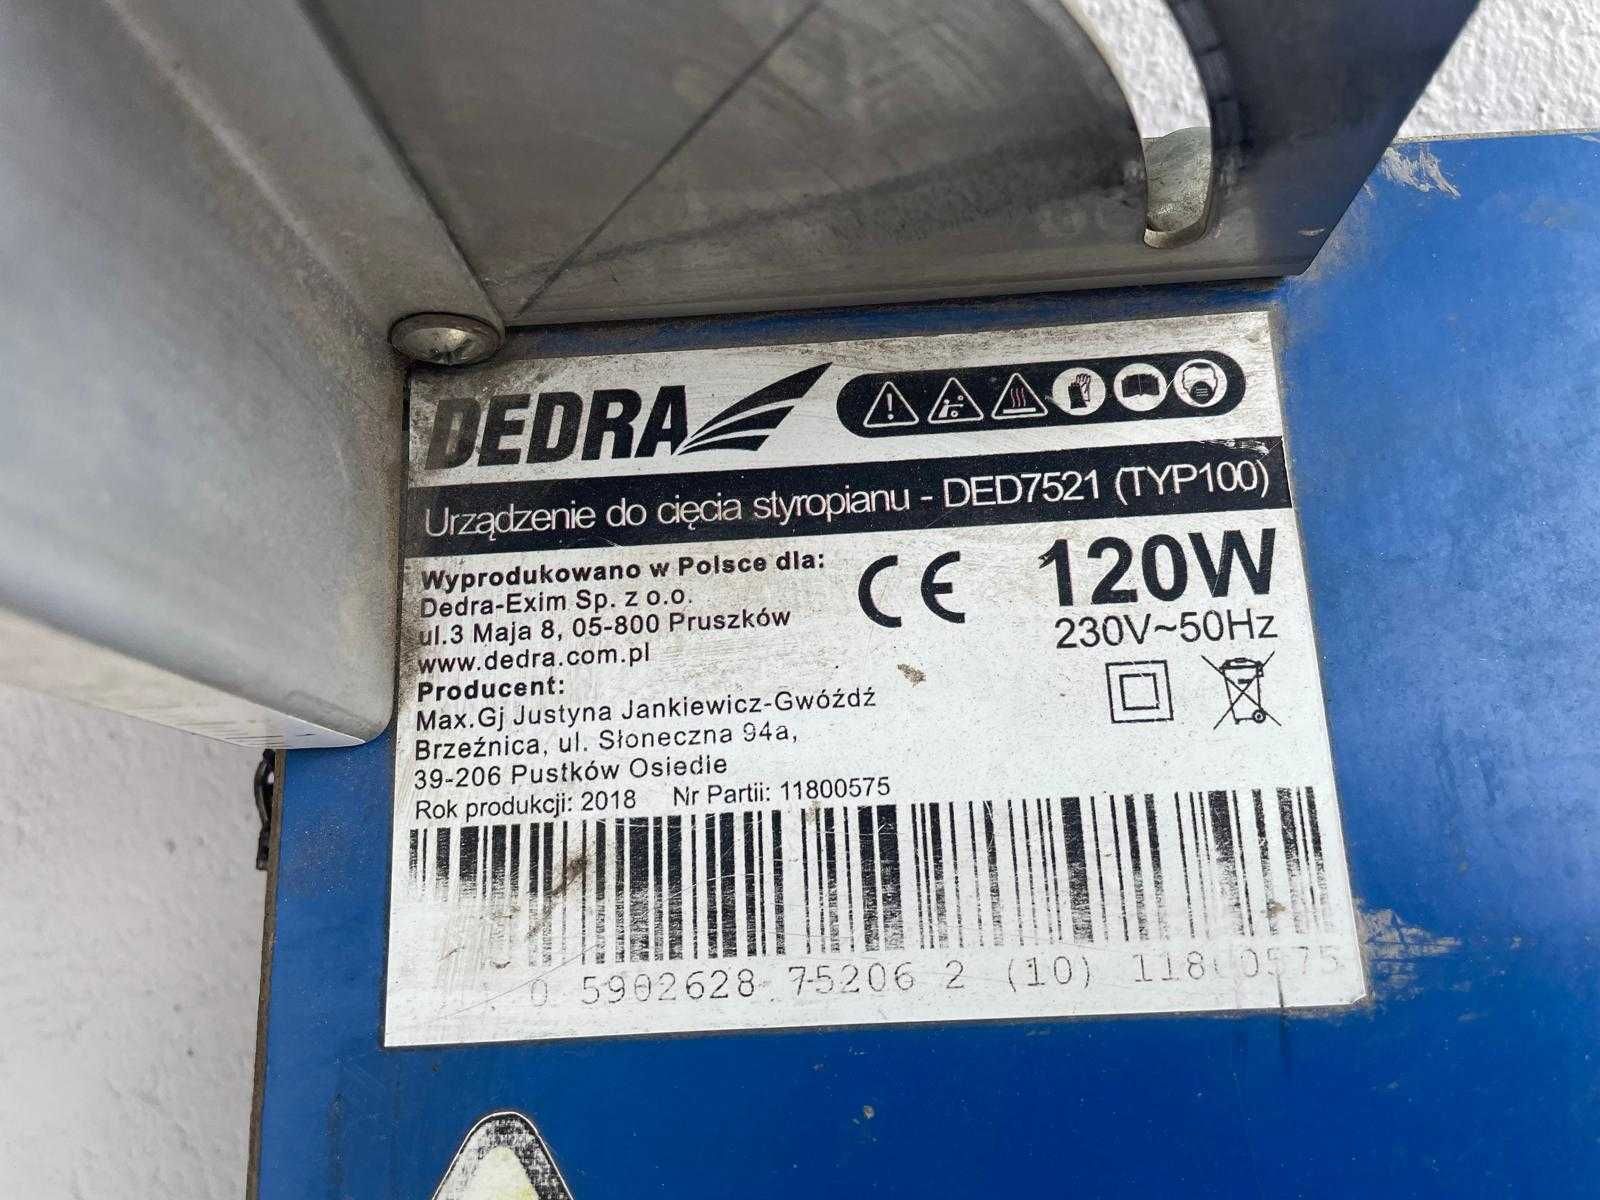 DEDRA
Urządzenie do cięcia styropianu - DED7521 (TYP100)
Wyprodukowano w Polsce dla:
Dedra-Exim Sp. z o.o.
ul.3 Maja 8, 05-800 Pruszków
www.dedra.com.pl
Producent:
Max.Gj Justyna Jankiewicz-Gwóźdź
Brzeźnica, ul. Słoneczna 94a,
39-206 Pustków Osiedle
Rok produkcji: 2018 Nr Partii: 11800575
CE
120W
230V~50Hz
5902628 75206 2 (10) 11800575